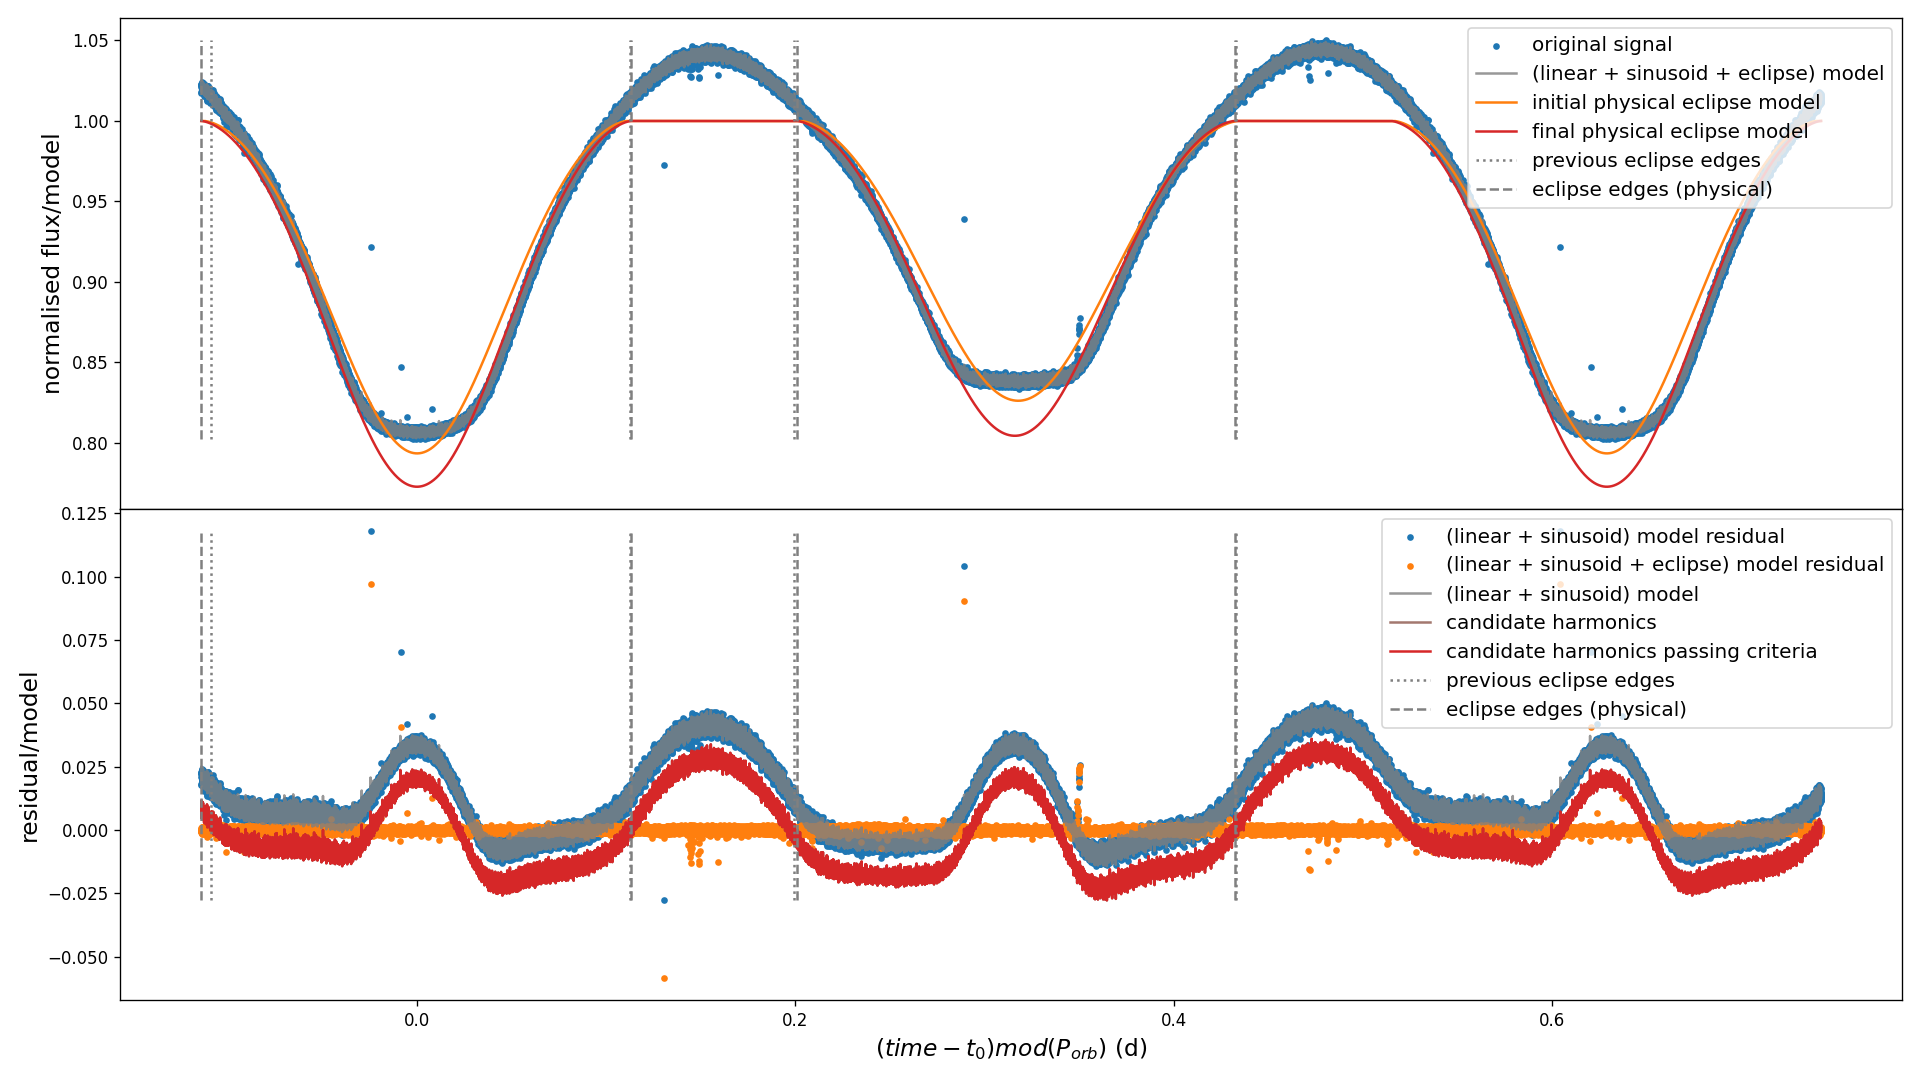 1.05
1.00
0.95
0.90
0.85
0.80
normalised flux/model
original signal
(linear + sinusoid + eclipse) model
initial physical eclipse model
final physical eclipse model
previous eclipse edges
eclipse edges (physical)
0.125
0.100
0.075
0.050
0.025
0.000
−0.025
−0.050
residual/model
(linear + sinusoid) model residual
(linear + sinusoid + eclipse) model residual
(linear + sinusoid) model
candidate harmonics
candidate harmonics passing criteria
previous eclipse edges
eclipse edges (physical)
0.0 0.2 0.4 0.6
(time − t₀)mod(P_orb) (d)